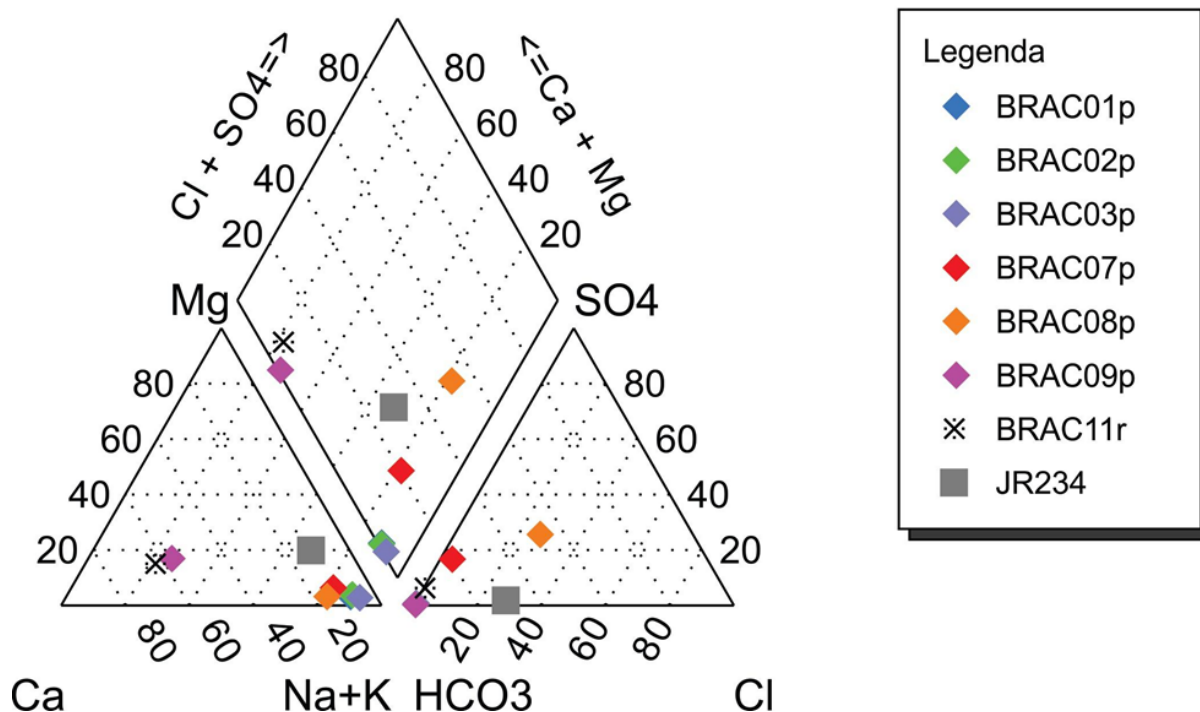 Cl + SO4=>
<=Ca + Mg
80 80
60 60
40 40
20 20
Mg SO4
80 80
60 60
40 40
20 20
80 60 40 20 20 40 60 80
Ca Na+K HCO3 Cl
Legenda
BRAC01p
BRAC02p
BRAC03p
BRAC07p
BRAC08p
BRAC09p
BRAC11r
JR234